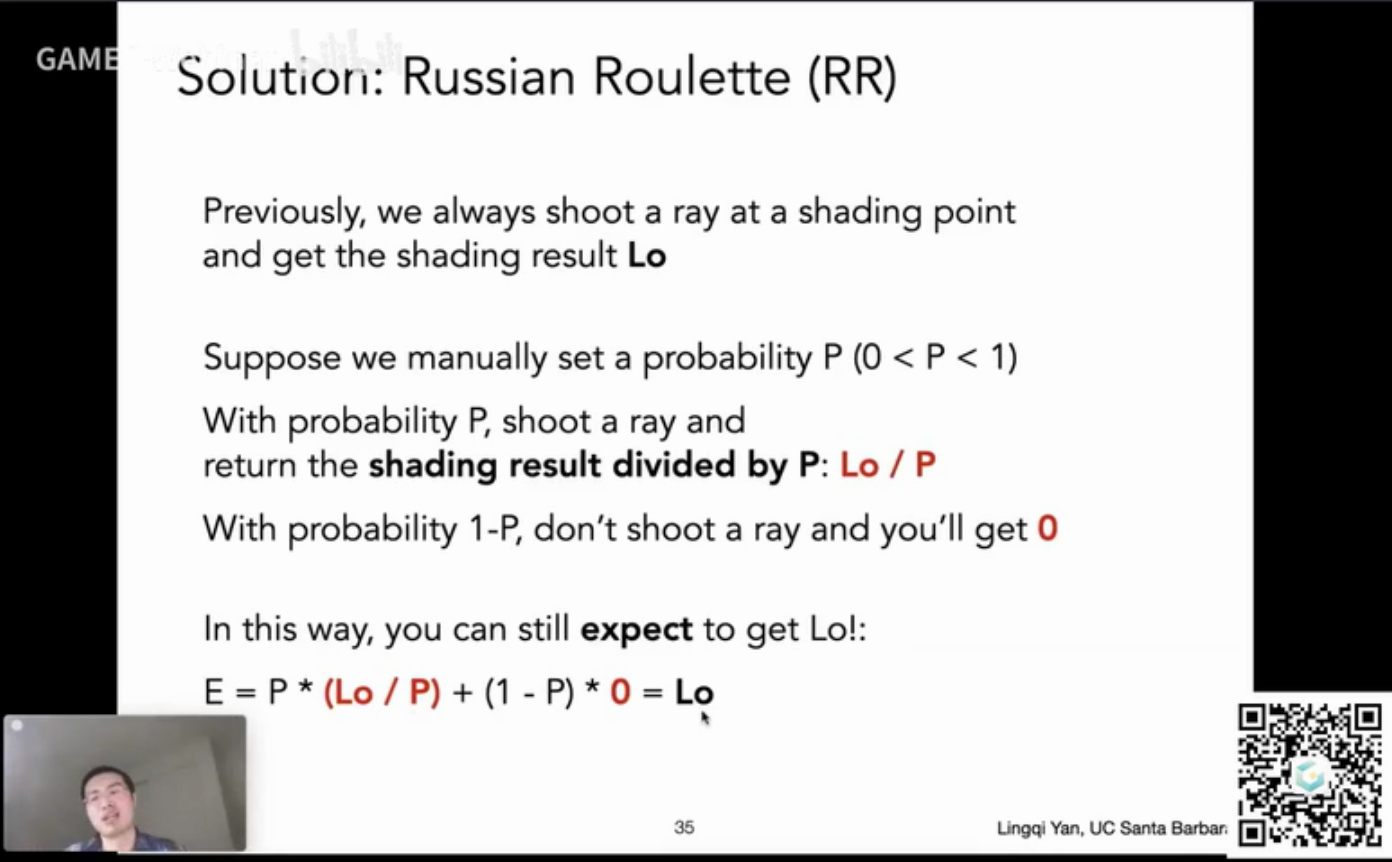 GAME
Solution: Russian Roulette (RR)
Previously, we always shoot a ray at a shading point
and get the shading result Lo
Suppose we manually set a probability P (0 < P < 1)
With probability P, shoot a ray and
return the shading result divided by P: Lo / P
With probability 1-P, don’t shoot a ray and you’ll get 0
In this way, you can still expect to get Lo!:
E = P * (Lo / P) + (1 - P) * 0 = Lo
35
Lingqi Yan, UC Santa Barbar